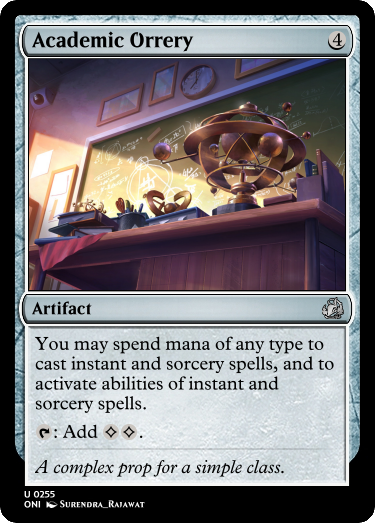 Academic Orrery 4
Artifact
You may spend mana of any type to
cast instant and sorcery spells, and to
activate abilities of instant and
sorcery spells.
: Add .
A complex prop for a simple class.
U 0255
ONI Surendra_Rajawat